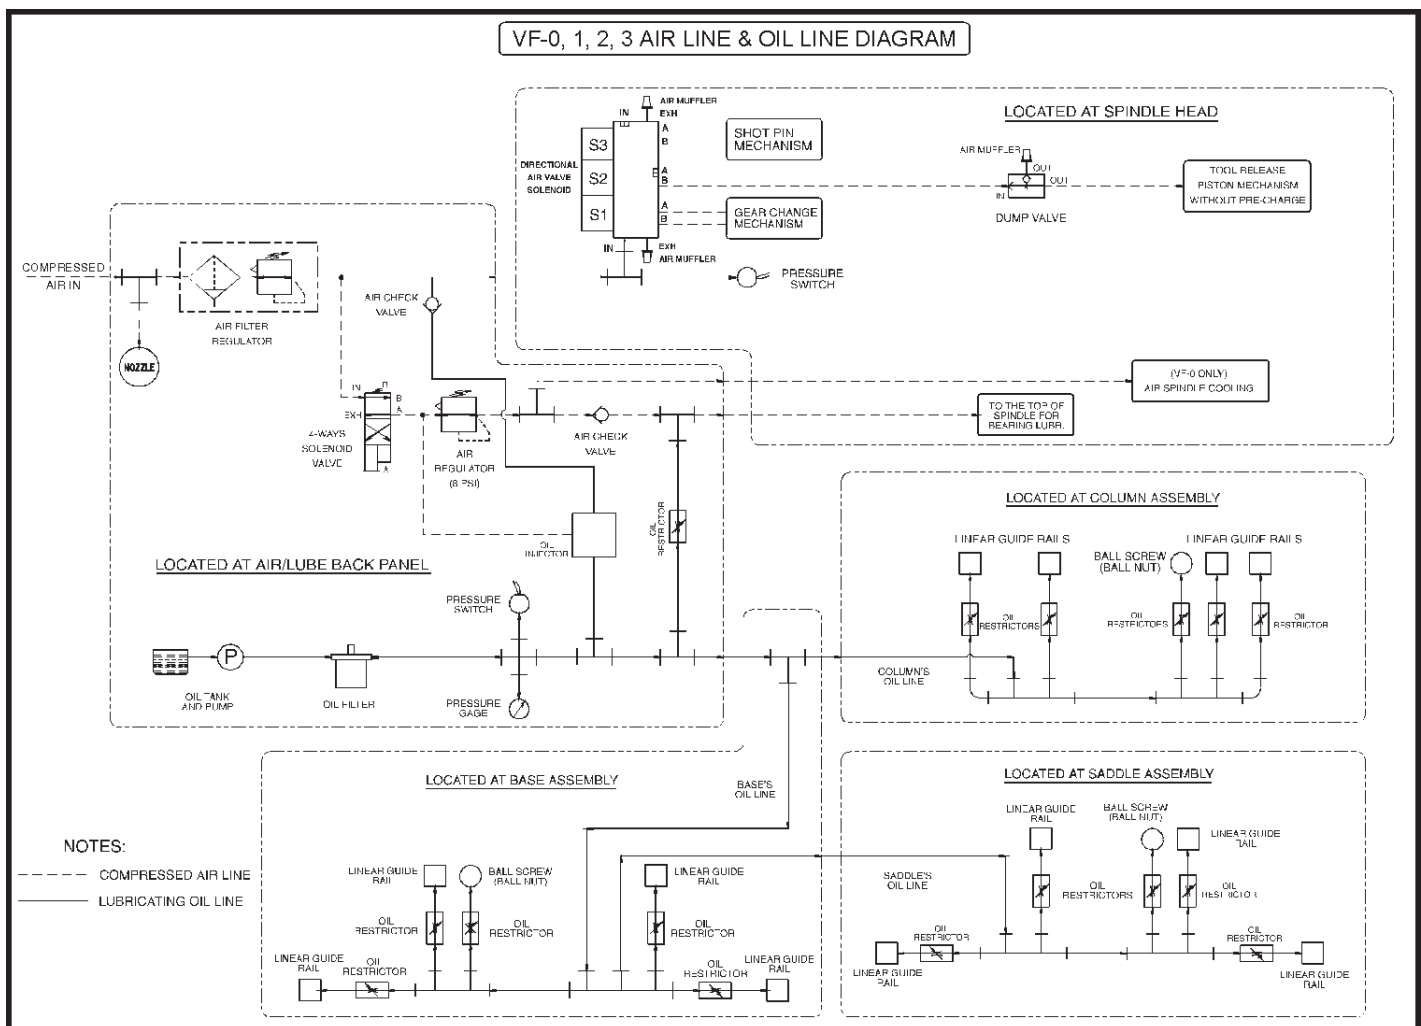 VF-0, 1, 2, 3 AIR LINE & OIL LINE DIAGRAM
LOCATED AT SPINDLE HEAD
AIR MUFFLER
IN
EXH
A
B
S3
S2
S1
DIRECTIONAL
AIR VALVE
SOLENOID
A
B
A
B
IN
EXH
AIR MUFFLER
SHOT PIN
MECHANISM
GEAR CHANGE
MECHANISM
PRESSURE
SWITCH
AIR MUFFLER
OUT
OUT
IN
DUMP VALVE
TOOL RELEASE
PISTON MECHANISM
WITHOUT PRE-CHARGE
(VF-0 ONLY)
AIR SPINDLE COOLING
TO THE TOP OF
SPINDLE FOR
BEARING LUBR.
COMPRESSED
AIR IN
NOZZLE
AIR FILTER
REGULATOR
AIR CHECK
VALVE
IN
B
A
EXH
4-WAYS
SOLENOID
VALVE
A
AIR
REGULATOR
(8 PSI)
AIR CHECK
VALVE
OIL
RESTRICTOR
OIL
INJECTOR
LOCATED AT AIR/LUBE BACK PANEL
PRESSURE
SWITCH
P
OIL TANK
AND PUMP
OIL FILTER
PRESSURE
GAGE
LOCATED AT COLUMN ASSEMBLY
LINEAR GUIDE RAILS
BALL SCREW
(BALL NUT)
LINEAR GUIDE RAILS
OIL
RESTRICTORS
OIL
RESTRICTORS
OIL
RESTRICTOR
COLUMN'S
OIL LINE
LOCATED AT BASE ASSEMBLY
BASE'S
OIL LINE
LINEAR GUIDE
RAIL
BALL SCREW
(BALL NUT)
LINEAR GUIDE
RAIL
OIL
RESTRICTOR
OIL
RESTRICTOR
OIL
RESTRICTOR
LINEAR GUIDE
RAIL
OIL
RESTRICTOR
OIL
RESTRICTOR
LINEAR GUIDE
RAIL
LOCATED AT SADDLE ASSEMBLY
LINEAR GUIDE
RAIL
BALL SCREW
(BALL NUT)
LINEAR GUIDE
RAIL
SADDLE'S
OIL LINE
OIL
RESTRICTORS
OIL
RESTRICTOR
OIL
RESTRICTOR
OIL
RESTRICTOR
LINEAR GUIDE
RAIL
LINEAR GUIDE
RAIL
NOTES:
COMPRESSED AIR LINE
LUBRICATING OIL LINE